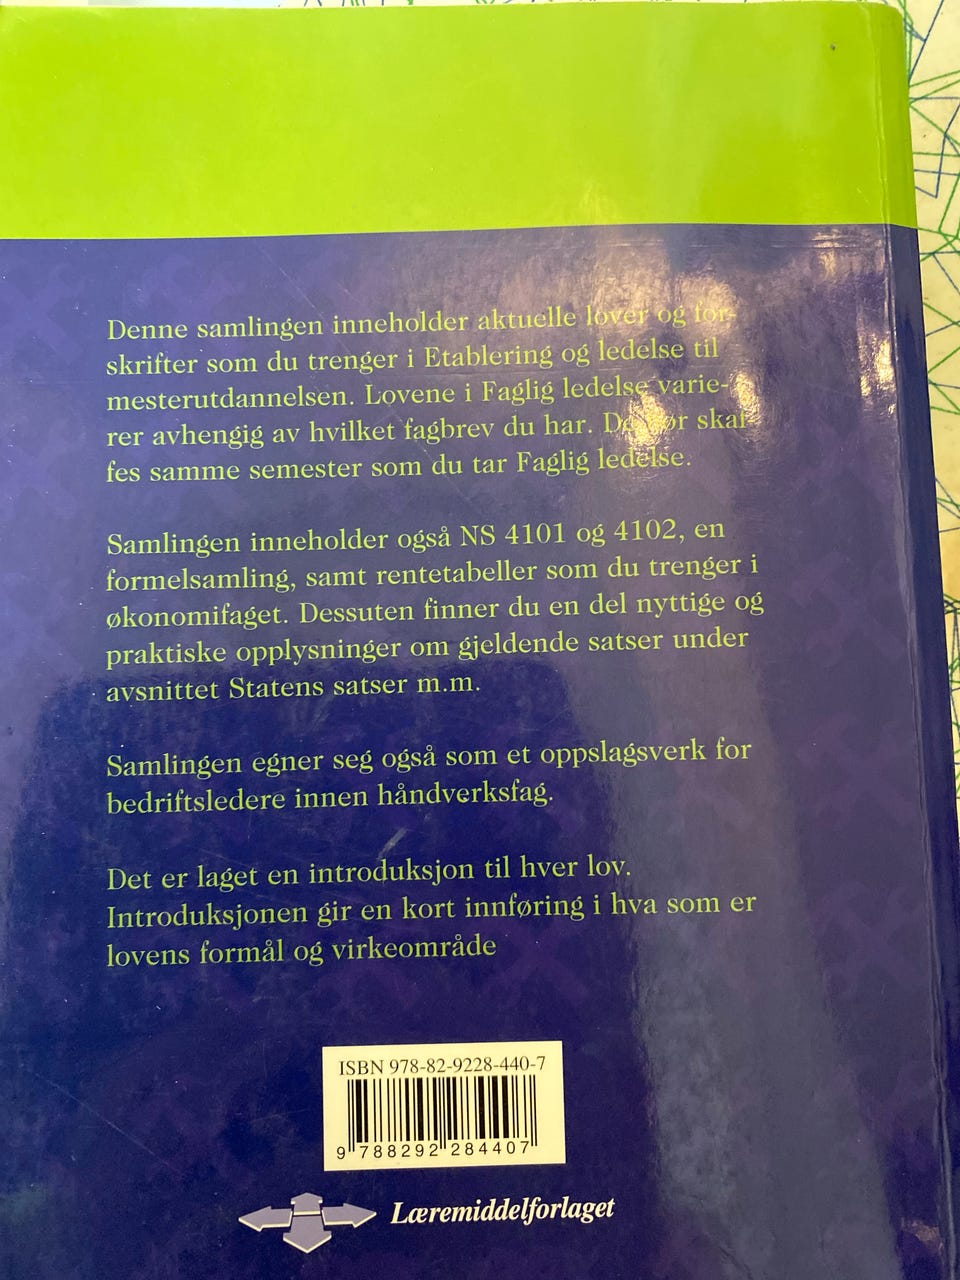 Denne samlingen inneholder aktuelle lover og for-
skrifter som du trenger i Etablering og ledelse til
mesterutdannelsen. Lovene i Faglig ledelse varie-
rer avhengig av hvilket fagbrev du har. skaf-
fes samme semester som du tar Faglig ledelse.
Samlingen inneholder også NS 4101 og 4102, en
formelsamling, samt rentetabeller som du trenger i
økonomifaget. Dessuten finner du en del nyttige og
praktiske opplysninger om gjeldende satser under
avsnittet Statens satser m.m.
Samlingen egner seg også som et oppslagsverk for
bedriftsledere innen håndverksfag.
Det er laget en introduksjon til hver lov.
Introduksjonen gir en kort innføring i hva som er
lovens formål og virkeområde
ISBN 978-82-9228-440-7
9 788292 284407
Læremiddelforlaget